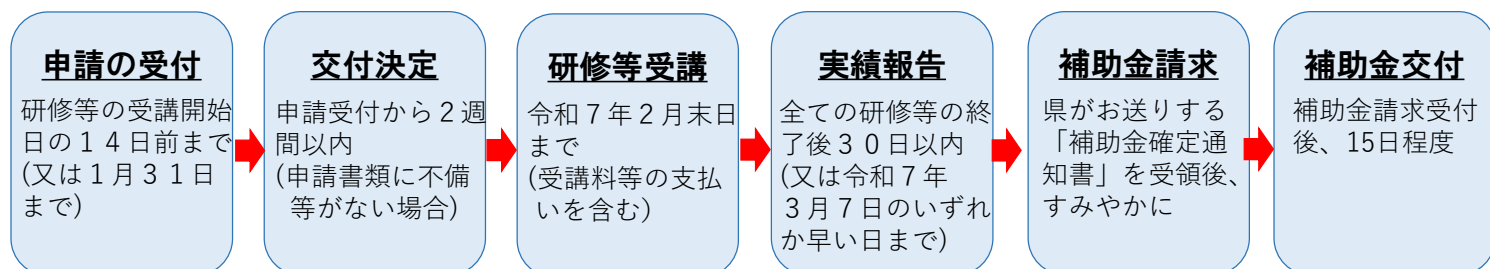 申請の受付
研修等の受講開始
日の１４日前まで
(又は１月３１日
まで)
交付決定
申請受付から２週
間以内
(申請書類に不備
等がない場合)
研修等受講
令和７年２月末日
まで
(受講料等の支払
いを含む)
実績報告
全ての研修等の終
了後３０日以内
(又は令和７年
３月７日のいずれ
か早い日まで)
補助金請求
県がお送りする
「補助金確定通
知書」を受領後、
すみやかに
補助金交付
補助金請求受付
後、15日程度